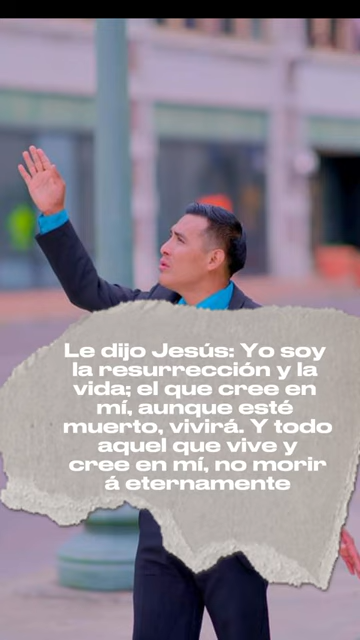 Le dijo Jesús: Yo soy
la resurrección y la
vida; el que cree en
mí, aunque esté
muerto, vivirá. Y todo
aquel que vive y
cree en mí, no morir
á eternamente